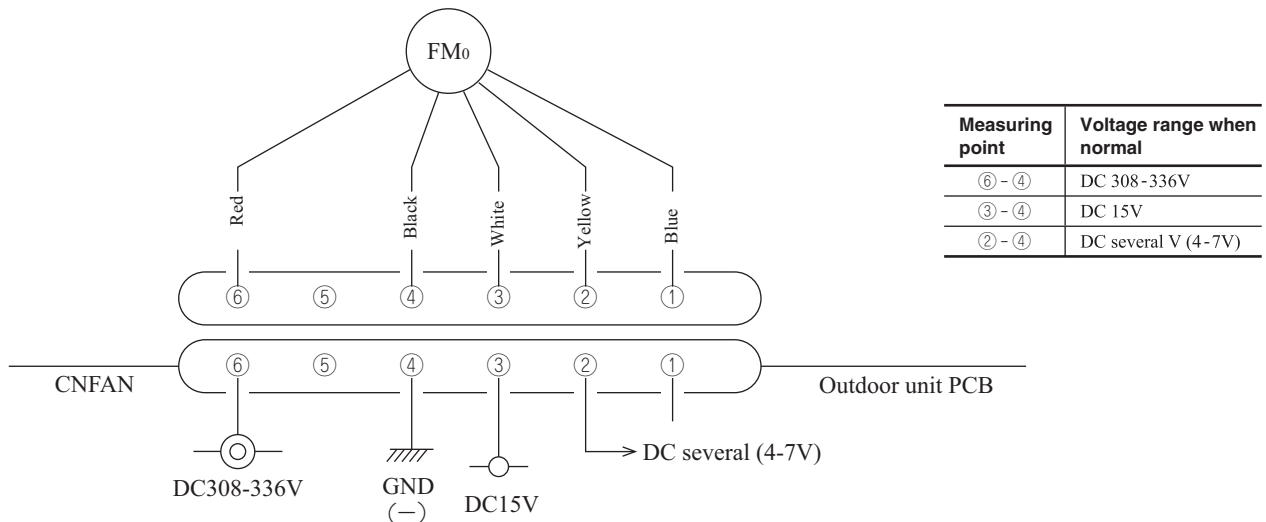 FM0
Red
Black
White
Yellow
Blue
⑥ ⑤ ④ ③ ② ①
⑥ ⑤ ④ ③ ② ①
CNFAN
Outdoor unit PCB
DC308-336V
GND
(—)
DC15V
DC several (4-7V)
Measuring point
Voltage range when normal
⑥ - ④
DC 308-336V
③ - ④
DC 15V
② - ④
DC several V (4-7V)